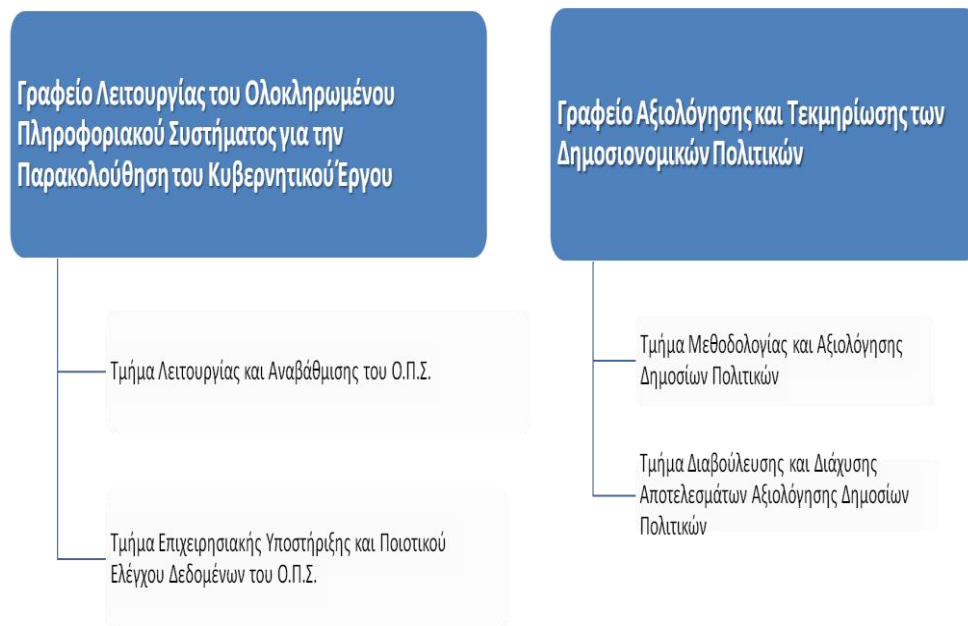 Γραφείο Λειτουργίας του Ολοκληρωμένου
Πληροφοριακού Συστήματος για την
Παρακολούθηση του Κυβερνητικού Έργου
Τμήμα Λειτουργίας και Αναβάθμισης του Ο.Π.Σ.
Τμήμα Επιχειρησιακής Υποστήριξης και Ποιοτικού
Ελέγχου Δεδομένων του Ο.Π.Σ.
Γραφείο Αξιολόγησης και Τεκμηρίωσης των
Δημοσιονομικών Πολιτικών
Τμήμα Μεθοδολογίας και Αξιολόγησης
Δημοσίων Πολιτικών
Τμήμα Διαβούλευσης και Διάχυσης
Αποτελεσμάτων Αξιολόγησης Δημοσίων
Πολιτικών